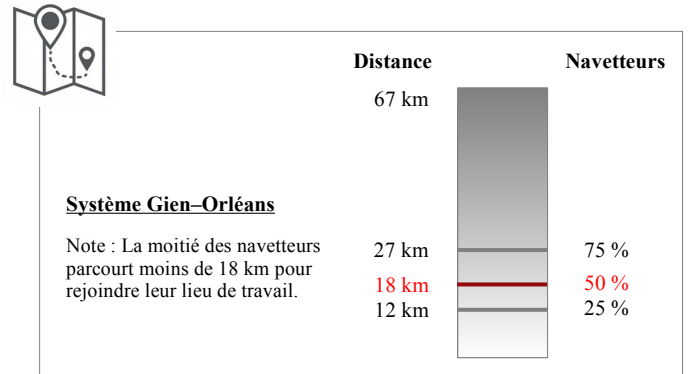 Distance Navetteurs
67 km
Système Gien–Orléans
Note : La moitié des navetteurs
parcourt moins de 18 km pour
rejoindre leur lieu de travail.
27 km 75 %
18 km 50 %
12 km 25 %